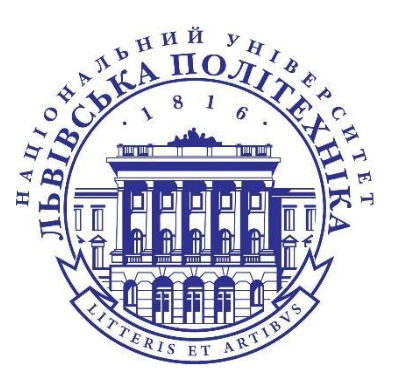 НАЦІОНАЛЬНИЙ УНІВЕРСИТЕТ
ЛЬВІВСЬКА ПОЛІТЕХНІКА
· 1816 ·
LITTERIS ET ARTIBVS